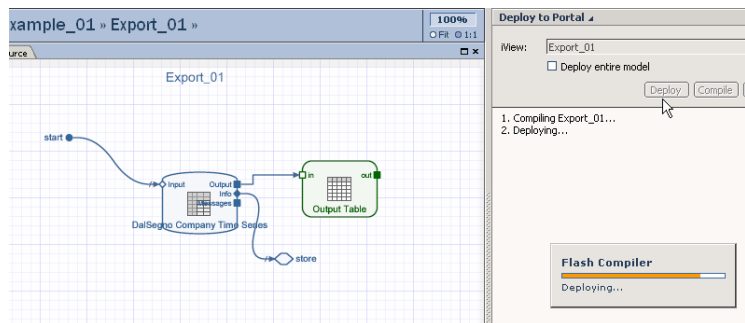 xample_01 » Export_01 »
100%
Fit 1:1
urce
Export_01
start
Input
Output
Info
Messages
DalSegno Company Time Series
in
out
Output Table
store
Deploy to Portal
iView:
Export_01
Deploy entire model
Deploy
Compile
1. Compiling Export_01...
2. Deploying...
Flash Compiler
Deploying...